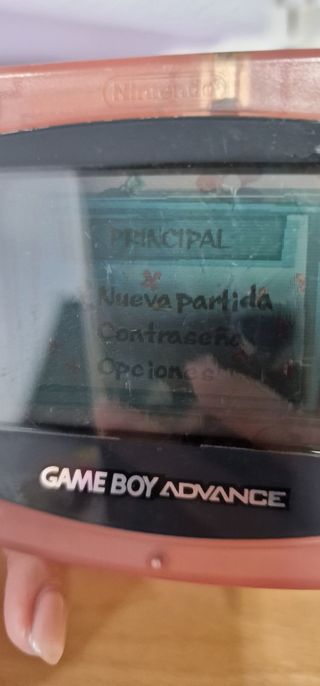 Nintendo
PRINCIPAL
Nueva partida
Contraseña
Opciones
GAME BOY ADVANCE